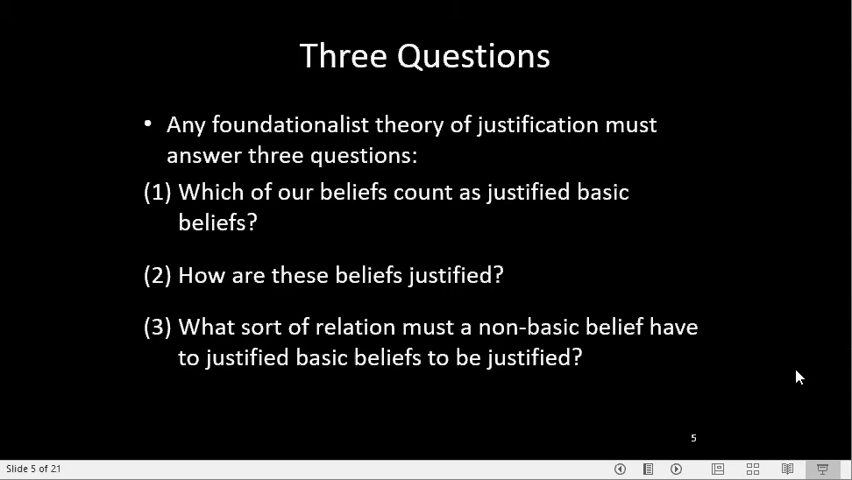 Three Questions
• Any foundationalist theory of justification must
answer three questions:
(1) Which of our beliefs count as justified basic
beliefs?
(2) How are these beliefs justified?
(3) What sort of relation must a non-basic belief have
to justified basic beliefs to be justified?
5
Slide 5 of 21